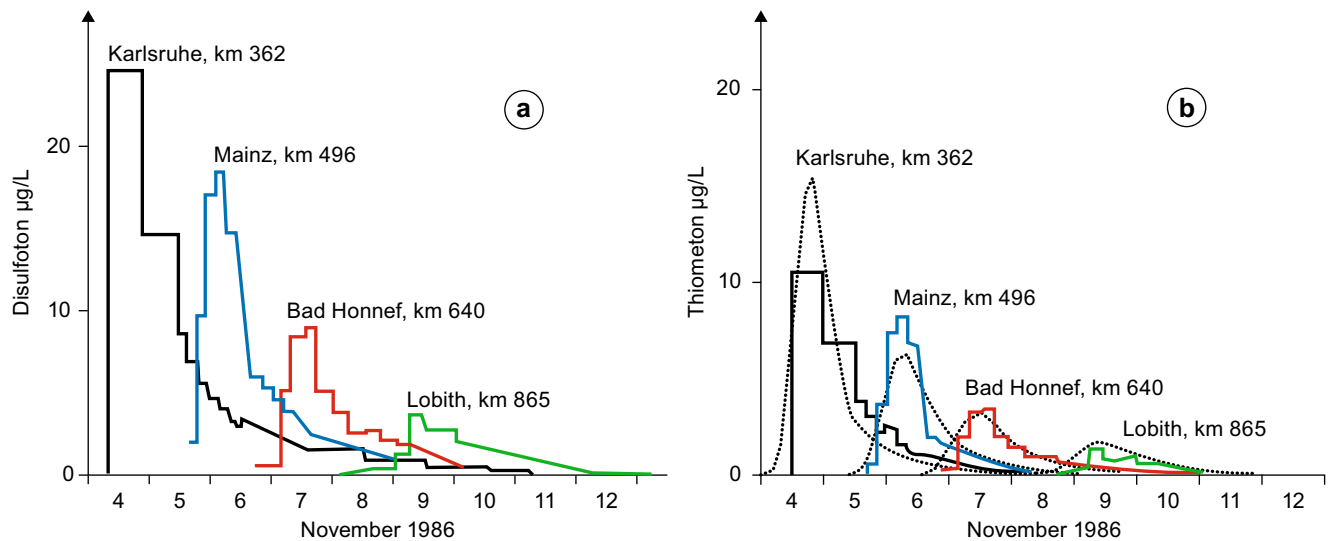 Karlsruhe, km 362
a
20
Mainz, km 496
Disulfoton µg/L
10
Bad Honnef, km 640
Lobith, km 865
0
4 5 6 7 8 9 10 11 12
November 1986
b
20
Karlsruhe, km 362
Thiometon µg/L
10
Mainz, km 496
Bad Honnef, km 640
Lobith, km 865
0
4 5 6 7 8 9 10 11 12
November 1986